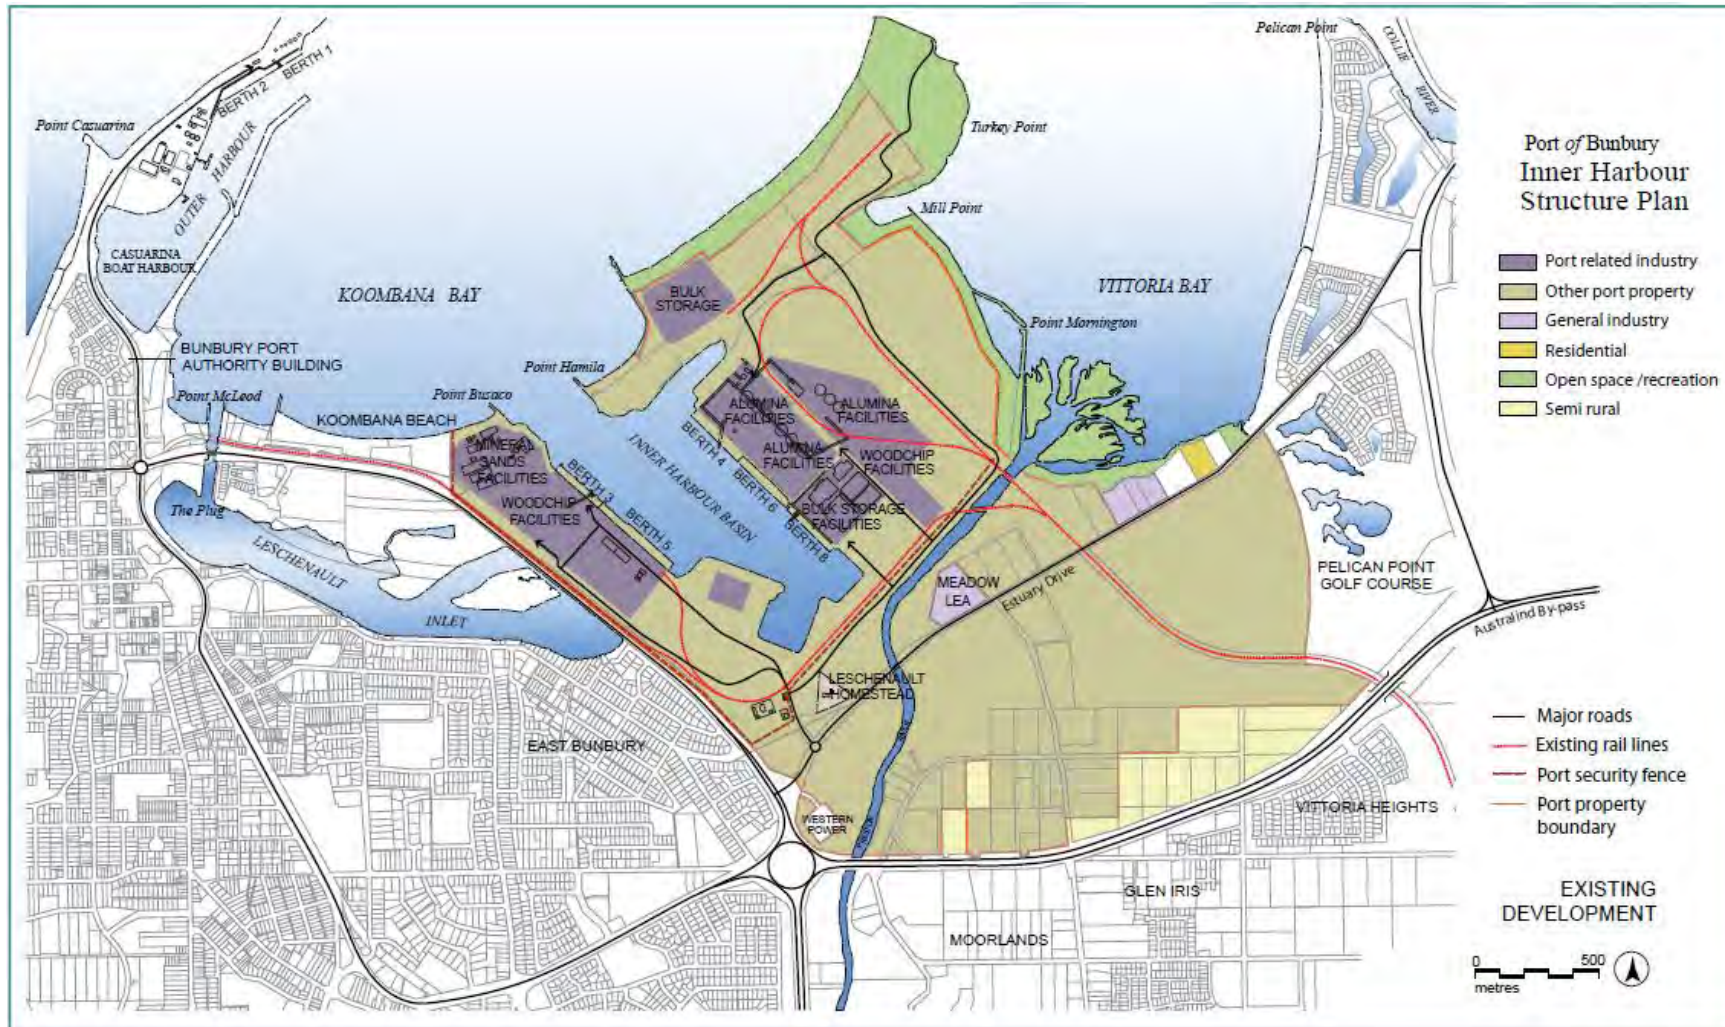 Port of Bunbury
Inner Harbour
Structure Plan
Port related industry
Other port property
General industry
Residential
Open space /recreation
Semi rural
Major roads
Existing rail lines
Port security fence
Port property
boundary
EXISTING
DEVELOPMENT
0 500
metres
BERTH 1
BERTH 2
Point Casuarina
OUTER HARBOUR
CASUARINA
BOAT HARBOUR
KOOMBANA BAY
BUNBURY PORT
AUTHORITY BUILDING
Point McLeod
KOOMBANA BEACH
Point Busaco
Point Hamila
The Plug
LESCHENAULT
INLET
MINERAL
SANDS
FACILITIES
WOODCHIP
FACILITIES
BERTH 3
BERTH 5
INNER HARBOUR BASIN
BERTH 4
BERTH 6
BERTH 8
BULK
STORAGE
ALUMINA
FACILITIES
ALUMINA
FACILITIES
ALUMINA
FACILITIES
WOODCHIP
FACILITIES
BULK STORAGE
FACILITIES
Turkey Point
Mill Point
VITTORIA BAY
Point Mornington
Pelican Point
COLLIE
RIVER
PELICAN POINT
GOLF COURSE
MEADOW
LEA
Estuary Drive
Australind By-pass
LESCHENAULT
HOMESTEAD
EAST BUNBURY
WESTERN
POWER
VITTORIA HEIGHTS
GLEN IRIS
MOORLANDS